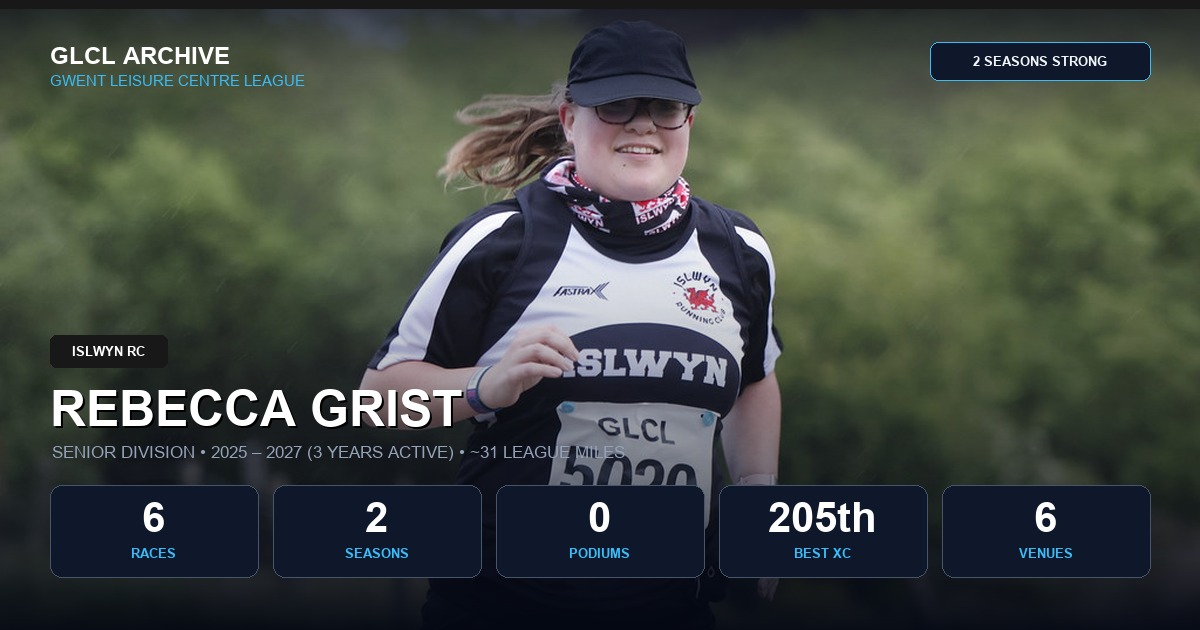 GLCL ARCHIVE
GWENT LEISURE CENTRE LEAGUE
2 SEASONS STRONG
ISLWYN
ISLWYN
FASTRAX
ISLWYN
RUNNING CLUB
ISLWYN
GLCL
ISLWYN RC
REBECCA GRIST
SENIOR DIVISION • 2025 – 2027 (3 YEARS ACTIVE) • ~31 LEAGUE MILES
6
RACES
2
SEASONS
0
PODIUMS
205th
BEST XC
6
VENUES